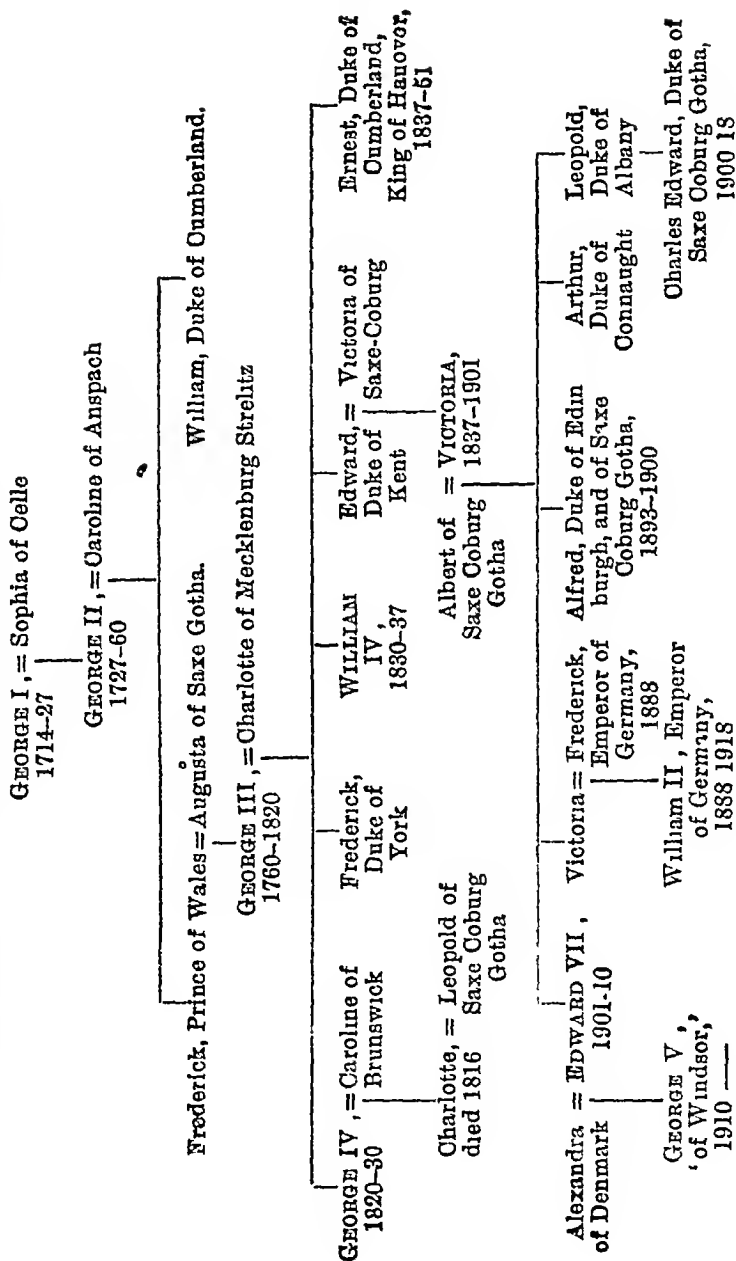 GEORGE I, = Sophia of Celle
1714–27
GEORGE II, = Caroline of Anspach
1727–60
Frederick, Prince of Wales = Augusta of Saxe Gotha. William, Duke of Cumberland.
GEORGE III, = Charlotte of Mecklenburg Strelitz
1760–1820
GEORGE IV, = Caroline of
1820–30 Brunswick
Frederick,
Duke of
York
WILLIAM
IV,
1830–37
Edward, = Victoria of
Duke of Saxe-Coburg
Kent
Ernest, Duke of
Cumberland,
King of Hanover,
1837–51
Charlotte, = Leopold of
died 1816 Saxe Coburg
Gotha
Albert of = VICTORIA,
Saxe Coburg 1837–1901
Gotha
Alexandra = EDWARD VII,
of Denmark 1901-10
Victoria = Frederick,
Emperor of
Germany,
1888
Alfred, Duke of Edin
burgh, and of Saxe
Coburg Gotha,
1893–1900
Arthur,
Duke of
Connaught
Leopold,
Duke of
Albany
GEORGE V,
'of Windsor,'
1910 —
William II, Emperor
of Germany,
1888 1918
Charles Edward, Duke of
Saxe Coburg Gotha,
1900 18